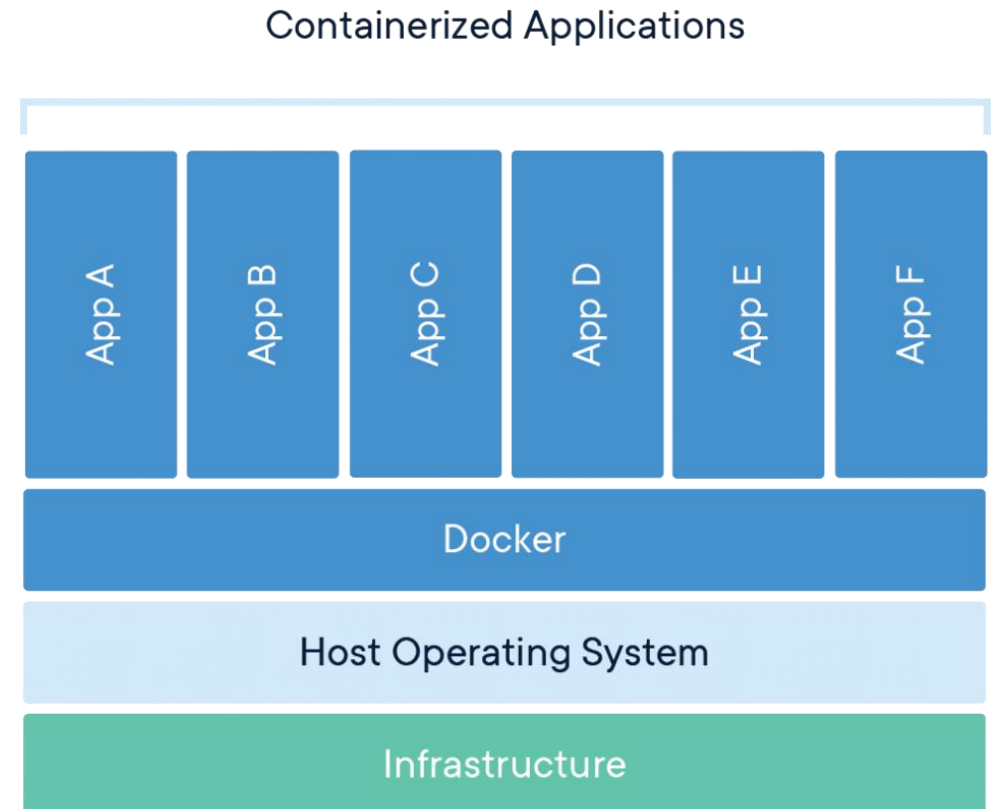 Containerized Applications
App A
App B
App C
App D
App E
App F
Docker
Host Operating System
Infrastructure